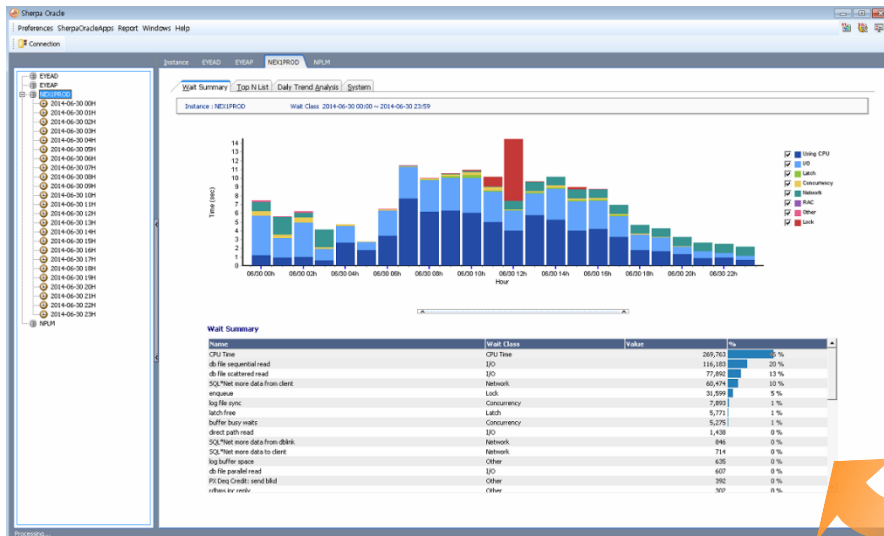 Sherpa Oracle
Preferences SherpaOracleApps Report Windows Help
Connection
Instance EYEAD EYEAP NEX1PROD NPLM
EYEAD
EYEAP
NEX1PROD
2014-06-30 00H
2014-06-30 01H
2014-06-30 02H
2014-06-30 03H
2014-06-30 04H
2014-06-30 05H
2014-06-30 06H
2014-06-30 07H
2014-06-30 08H
2014-06-30 09H
2014-06-30 10H
2014-06-30 11H
2014-06-30 12H
2014-06-30 13H
2014-06-30 14H
2014-06-30 15H
2014-06-30 16H
2014-06-30 17H
2014-06-30 18H
2014-06-30 19H
2014-06-30 20H
2014-06-30 21H
2014-06-30 22H
2014-06-30 23H
NPLM
Wait Summary Top N List Daily Trend Analysis System
Instance : NEX1PROD Wait Class 2014-06-30 00:00 ~ 2014-06-30 23:59
Time (sec)
14
13
12
11
10
9
8
7
6
5
4
3
2
1
0
06/30 00h 06/30 02h 06/30 04h 06/30 06h 06/30 08h 06/30 10h 06/30 12h 06/30 14h 06/30 16h 06/30 18h 06/30 20h 06/30 22h
Hour
Using CPU
I/O
Latch
Concurrency
Network
RAC
Other
Lock
Wait Summary
Name Wait Class Value %
CPU Time CPU Time 269,763 5 %
db file sequential read I/O 116,183 20 %
db file scattered read I/O 77,892 13 %
SQL*Net more data from client Network 60,474 10 %
enqueue Lock 31,599 5 %
log file sync Concurrency 7,893 1 %
latch free Latch 5,771 1 %
buffer busy waits Concurrency 5,275 1 %
direct path read I/O 1,438 0 %
SQL*Net more data from dblink Network 846 0 %
SQL*Net more data to client Network 714 0 %
log buffer space Other 635 0 %
db file parallel read I/O 607 0 %
PX Deq Credit: send blkd Other 392 0 %
rdbms ipc reply Other 302 0 %
Processing...